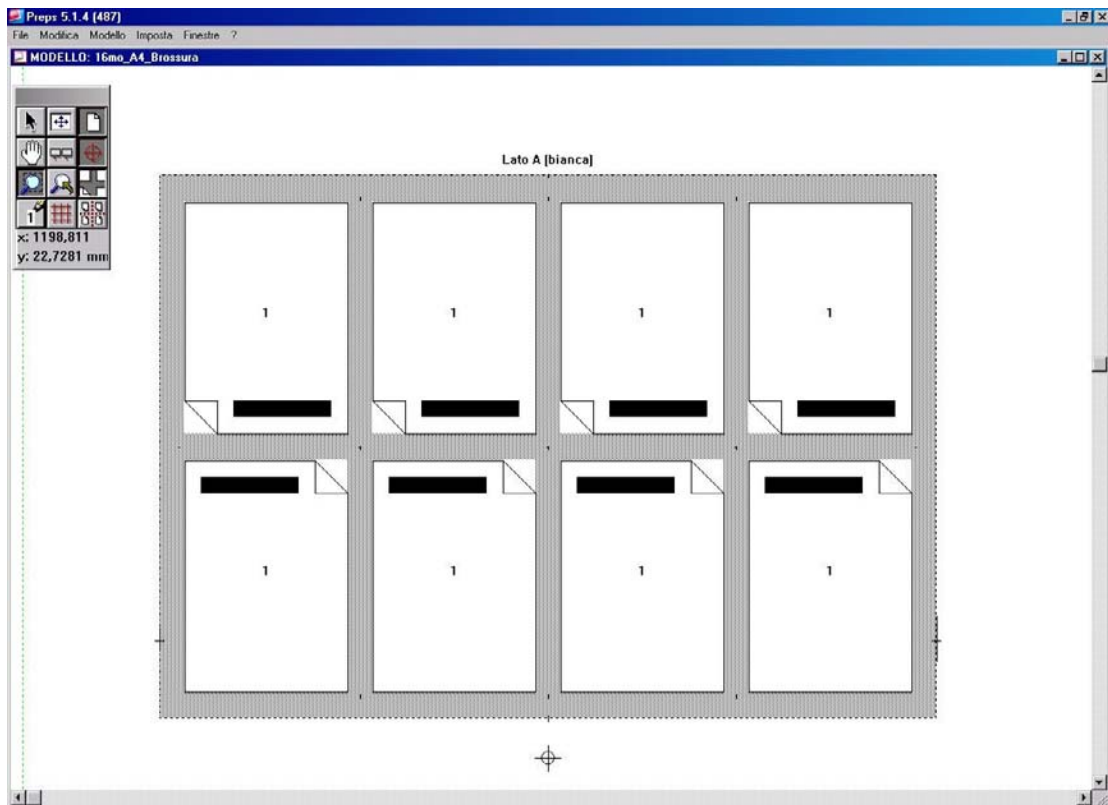 Preps 5.1.4 (487)
File Modifica Modello Imposta Finestre ?
MODELLO: 16mo_A4_Brossura
1
x: 1198,811
y: 22,7281 mm
Lato A [bianca]
1 1 1 1
1 1 1 1